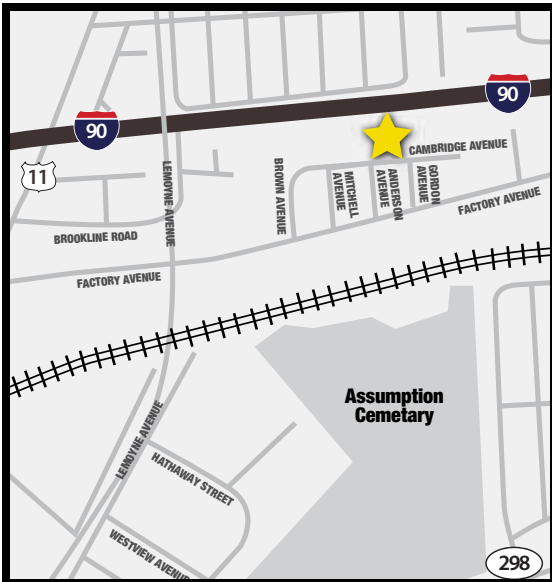 90
90
11
CAMBRIDGE AVENUE
LEMOYNE AVENUE
BROWN AVENUE
MITCHELL
AVENUE
ANDERSON
AVENUE
GORDON
AVENUE
FACTORY AVENUE
BROOKLINE ROAD
FACTORY AVENUE
Assumption
Cemetary
LEMOYNE AVENUE
HATHAWAY STREET
WESTVIEW AVENUE
298